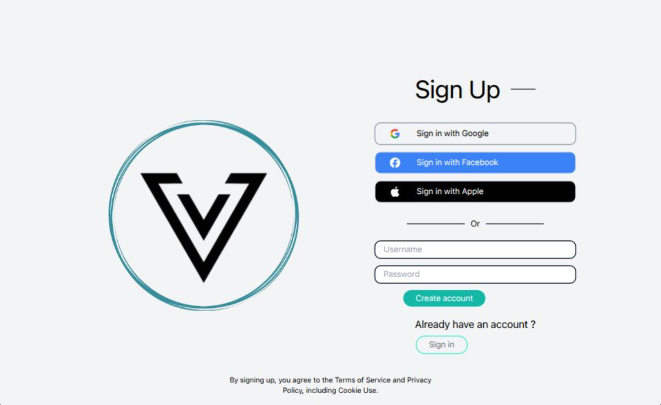 Sign Up
Sign in with Google
Sign in with Facebook
Sign in with Apple
Or
Username
Password
Create account
Already have an account ?
Sign in
By signing up, you agree to the Terms of Service and Privacy
Policy, including Cookie Use.